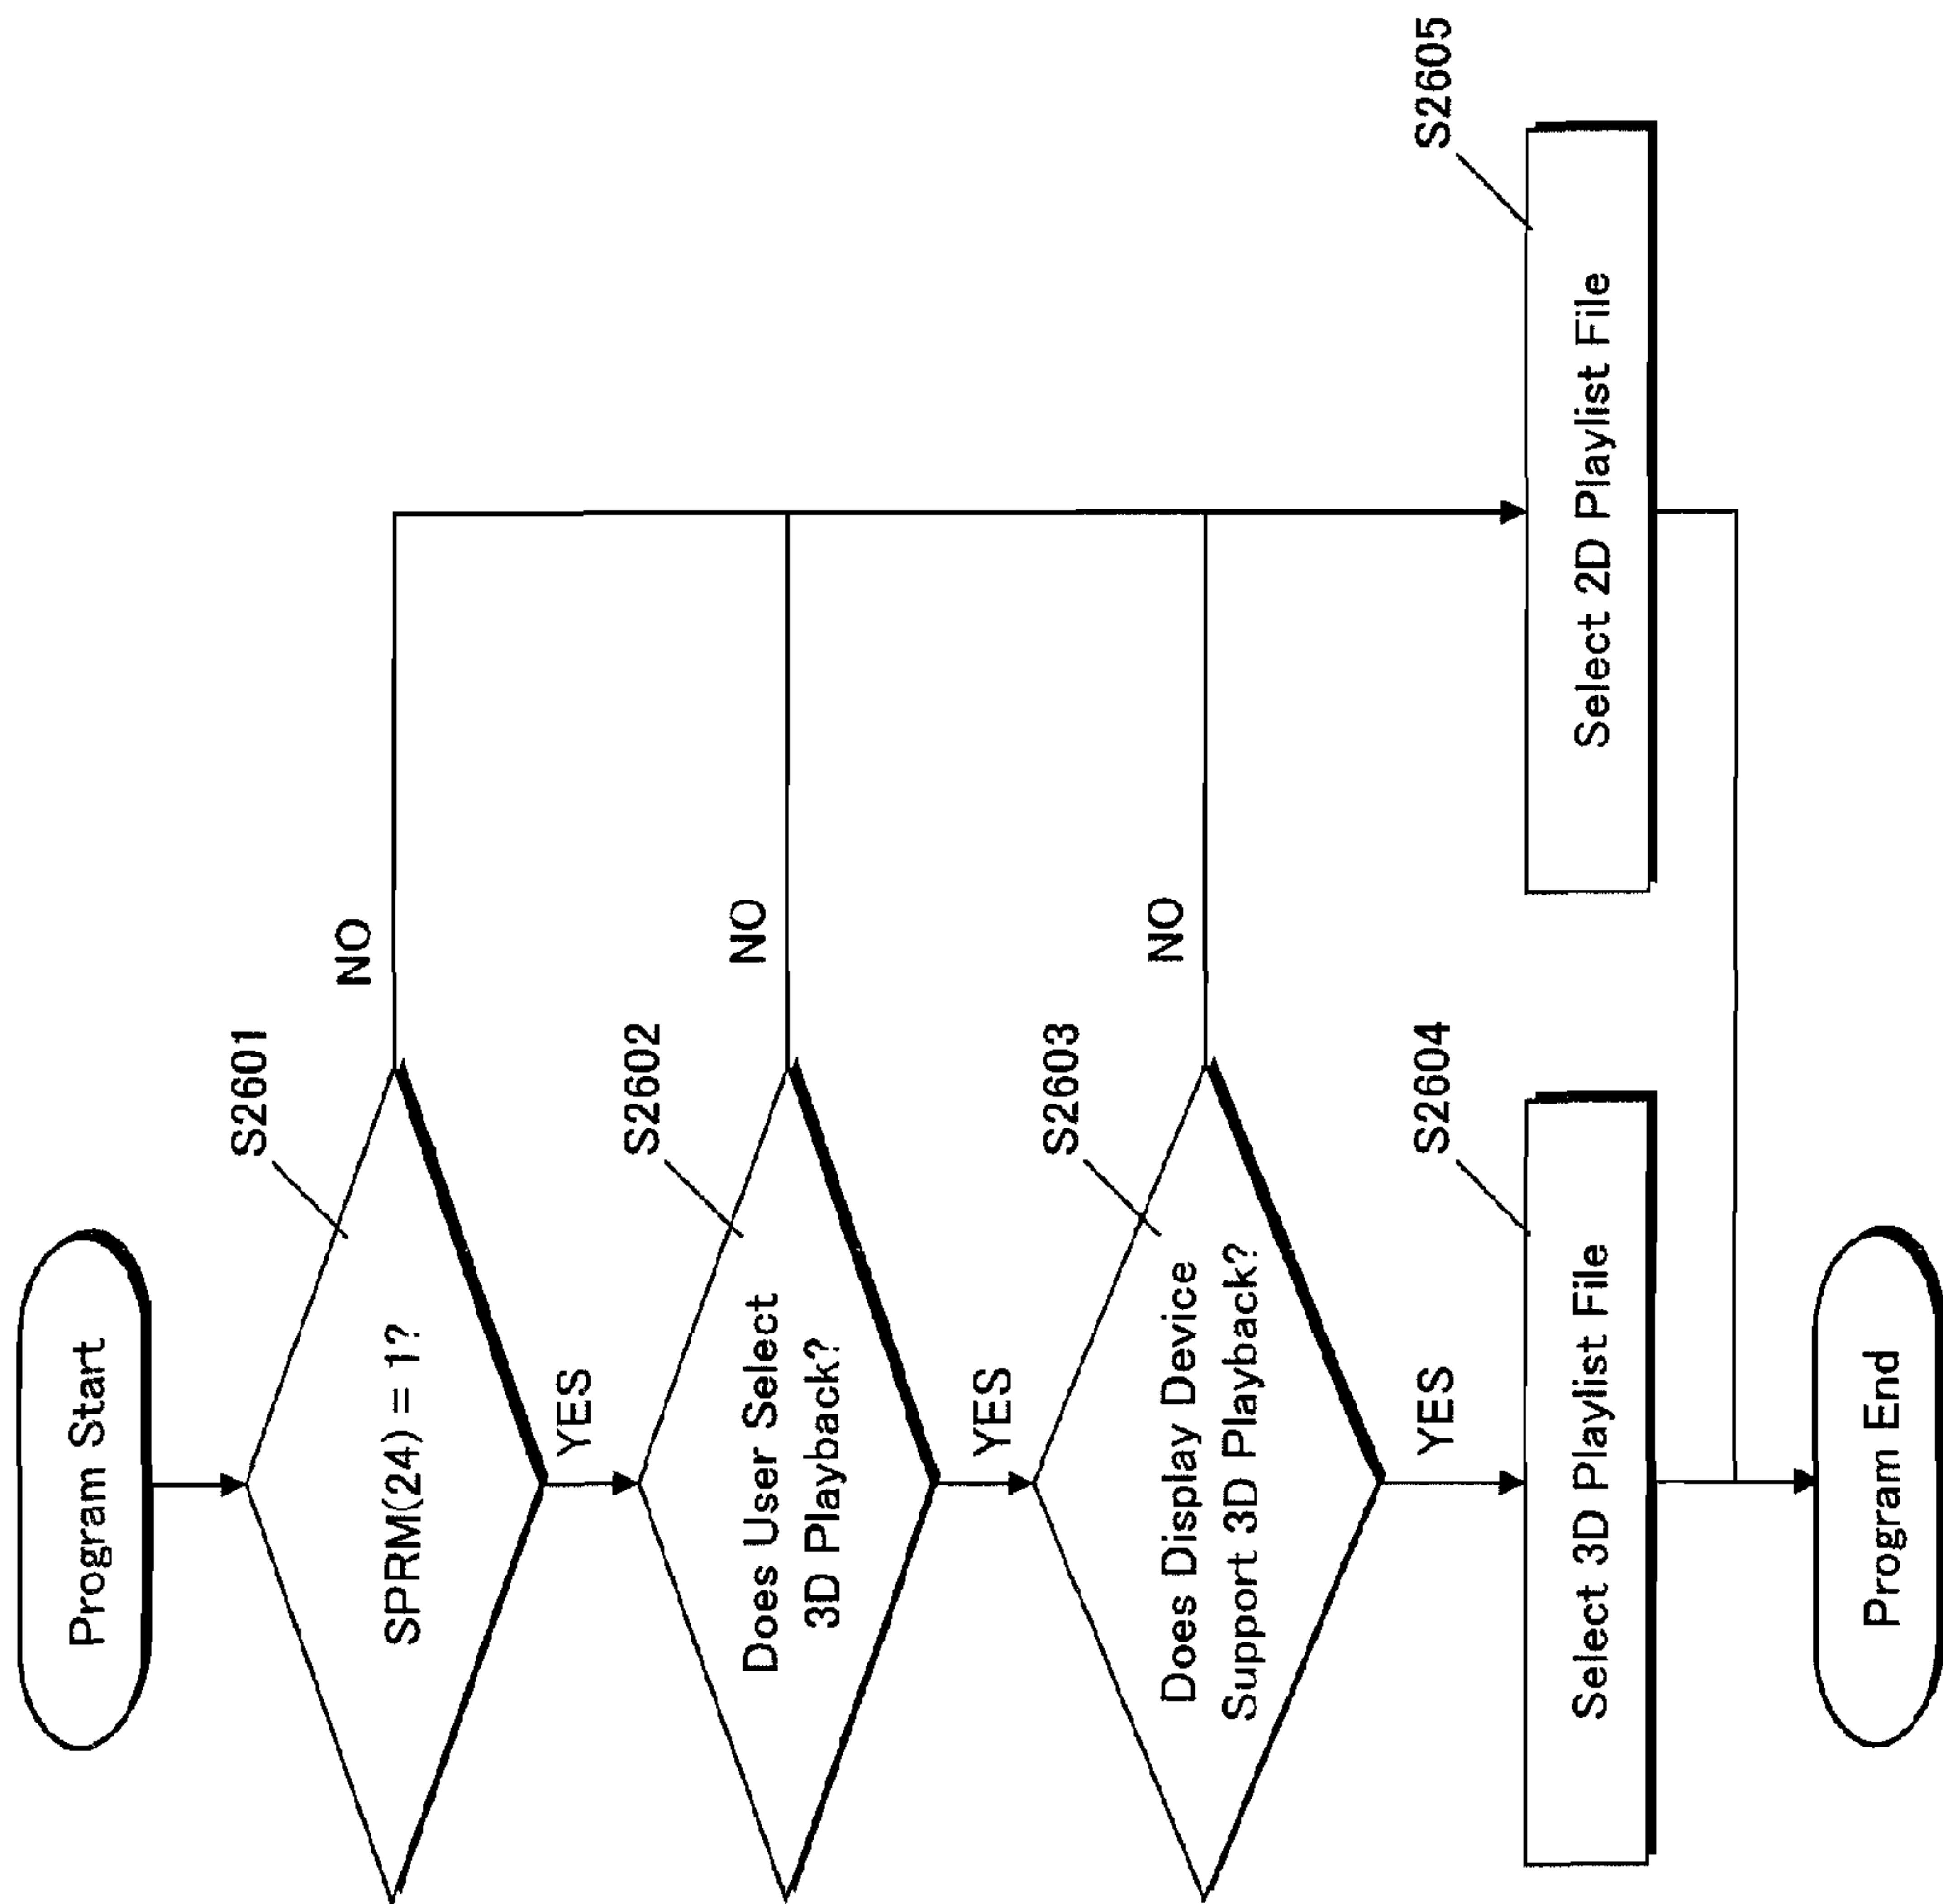 Program Start
S2601
SPRM(24) = 1?
NO
YES
S2602
Does User Select
3D Playback?
NO
YES
S2603
Does Display Device
Support 3D Playback?
NO
YES
S2604
Select 3D Playlist File
S2605
Select 2D Playlist File
Program End